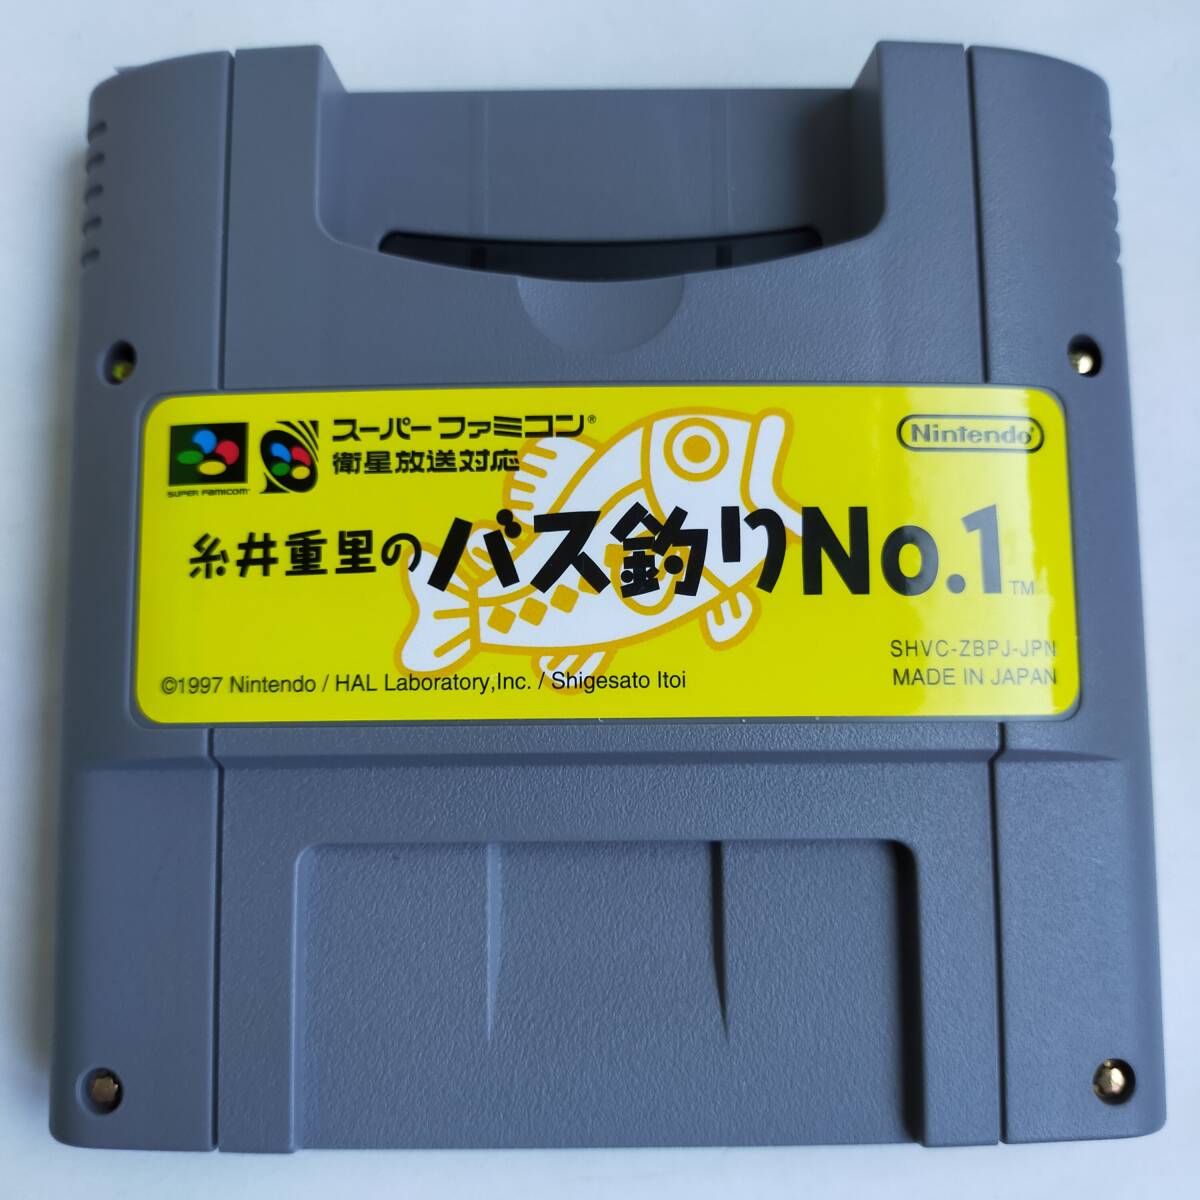 スーパーファミコン®
衛星放送対応
SUPER FAMICOM
Nintendo®
糸井重里のバス釣りNo.1™
SHVC-ZBPJ-JPN
MADE IN JAPAN
©1997 Nintendo / HAL Laboratory,Inc. / Shigesato Itoi